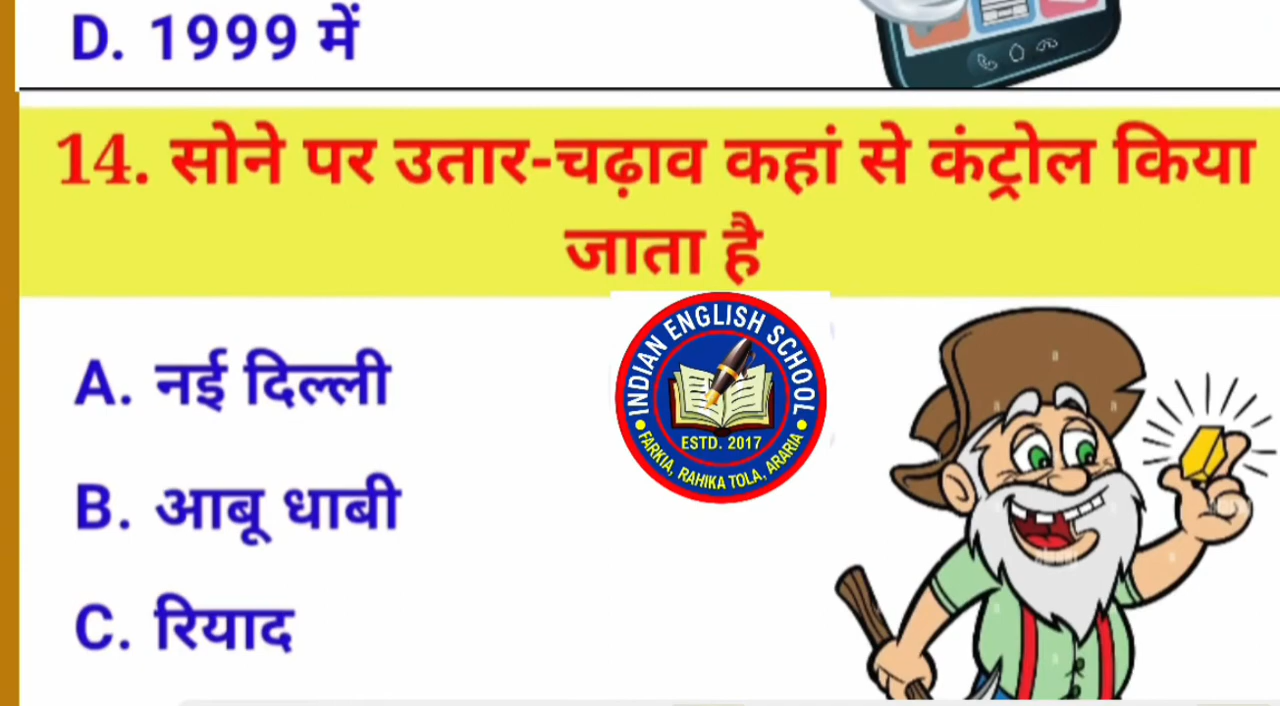 D. 1999 में
14. सोने पर उतार-चढ़ाव कहां से कंट्रोल किया
जाता है
INDIAN ENGLISH SCHOOL
ESTD. 2017
FARKIA, RAHIKA TOLA, ARARIA
A. नई दिल्ली
B. आबू धाबी
C. रियाद